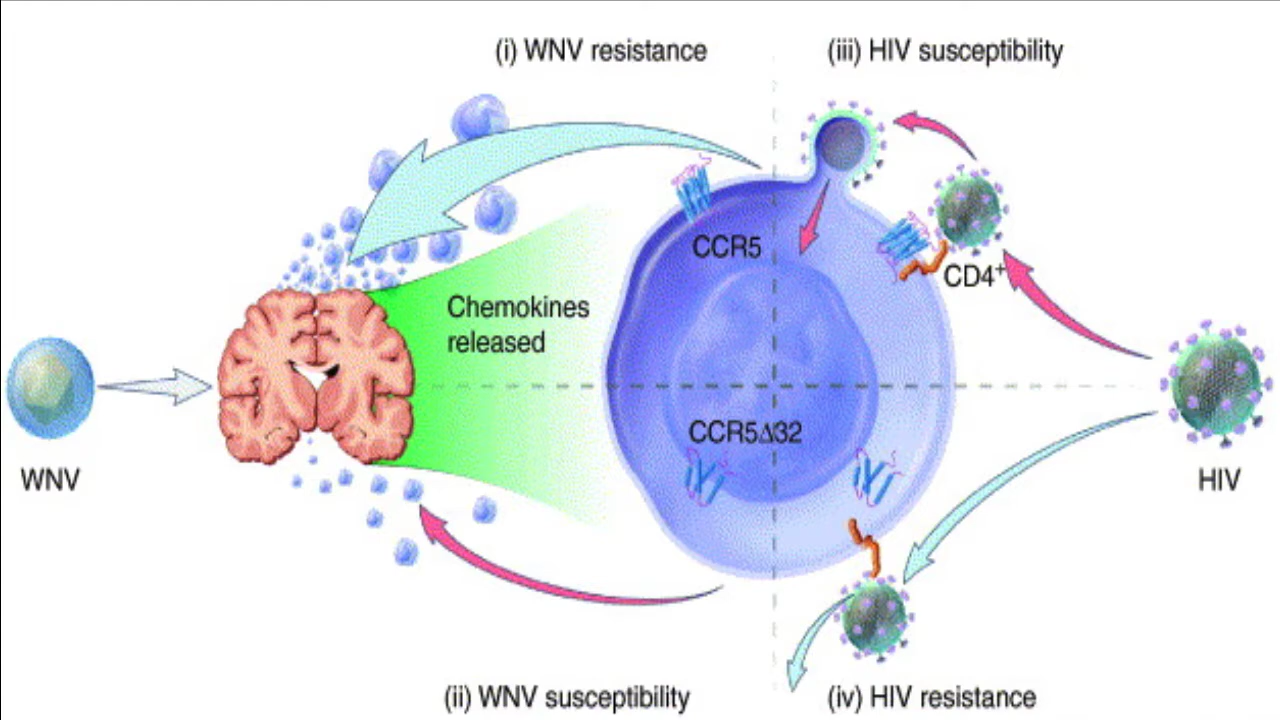 (i) WNV resistance
(iii) HIV susceptibility
CCR5
CD4⁺
Chemokines
released
CCR5Δ32
WNV
HIV
(ii) WNV susceptibility
(iv) HIV resistance